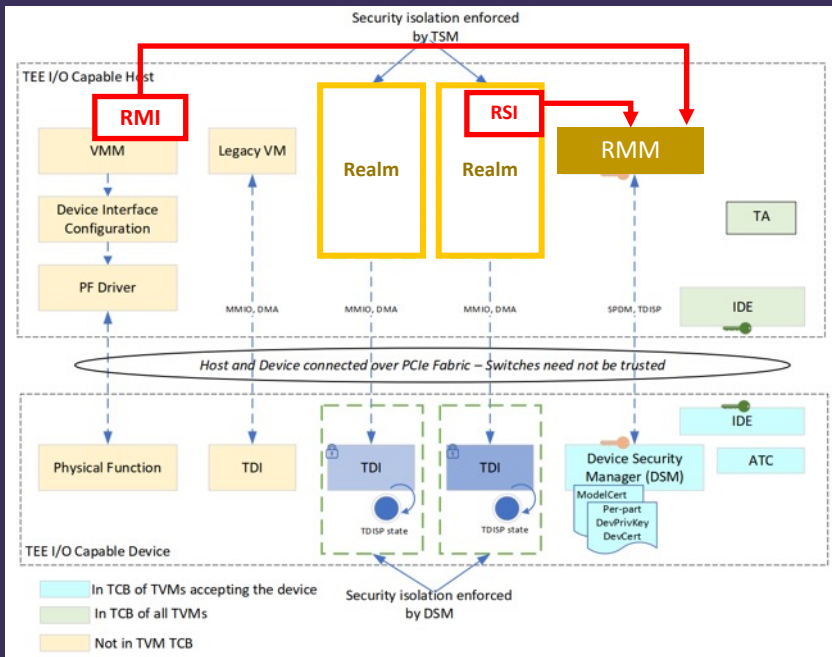 Security isolation enforced
by TSM
TEE I/O Capable Host
RMI
RSI
VMM
Legacy VM
Realm
Realm
RMM
Device Interface
Configuration
TA
PF Driver
IDE
MMIO, DMA
MMIO, DMA
MMIO, DMA
SPDM, TDISP
Host and Device connected over PCIe Fabric – Switches need not be trusted
IDE
Physical Function
TDI
TDI
TDI
Device Security
Manager (DSM)
ATC
ModelCert
Per-part
DevPrivKey
DevCert
TDISP state
TDISP state
TEE I/O Capable Device
In TCB of TVMs accepting the device
In TCB of all TVMs
Not in TVM TCB
Security isolation enforced
by DSM